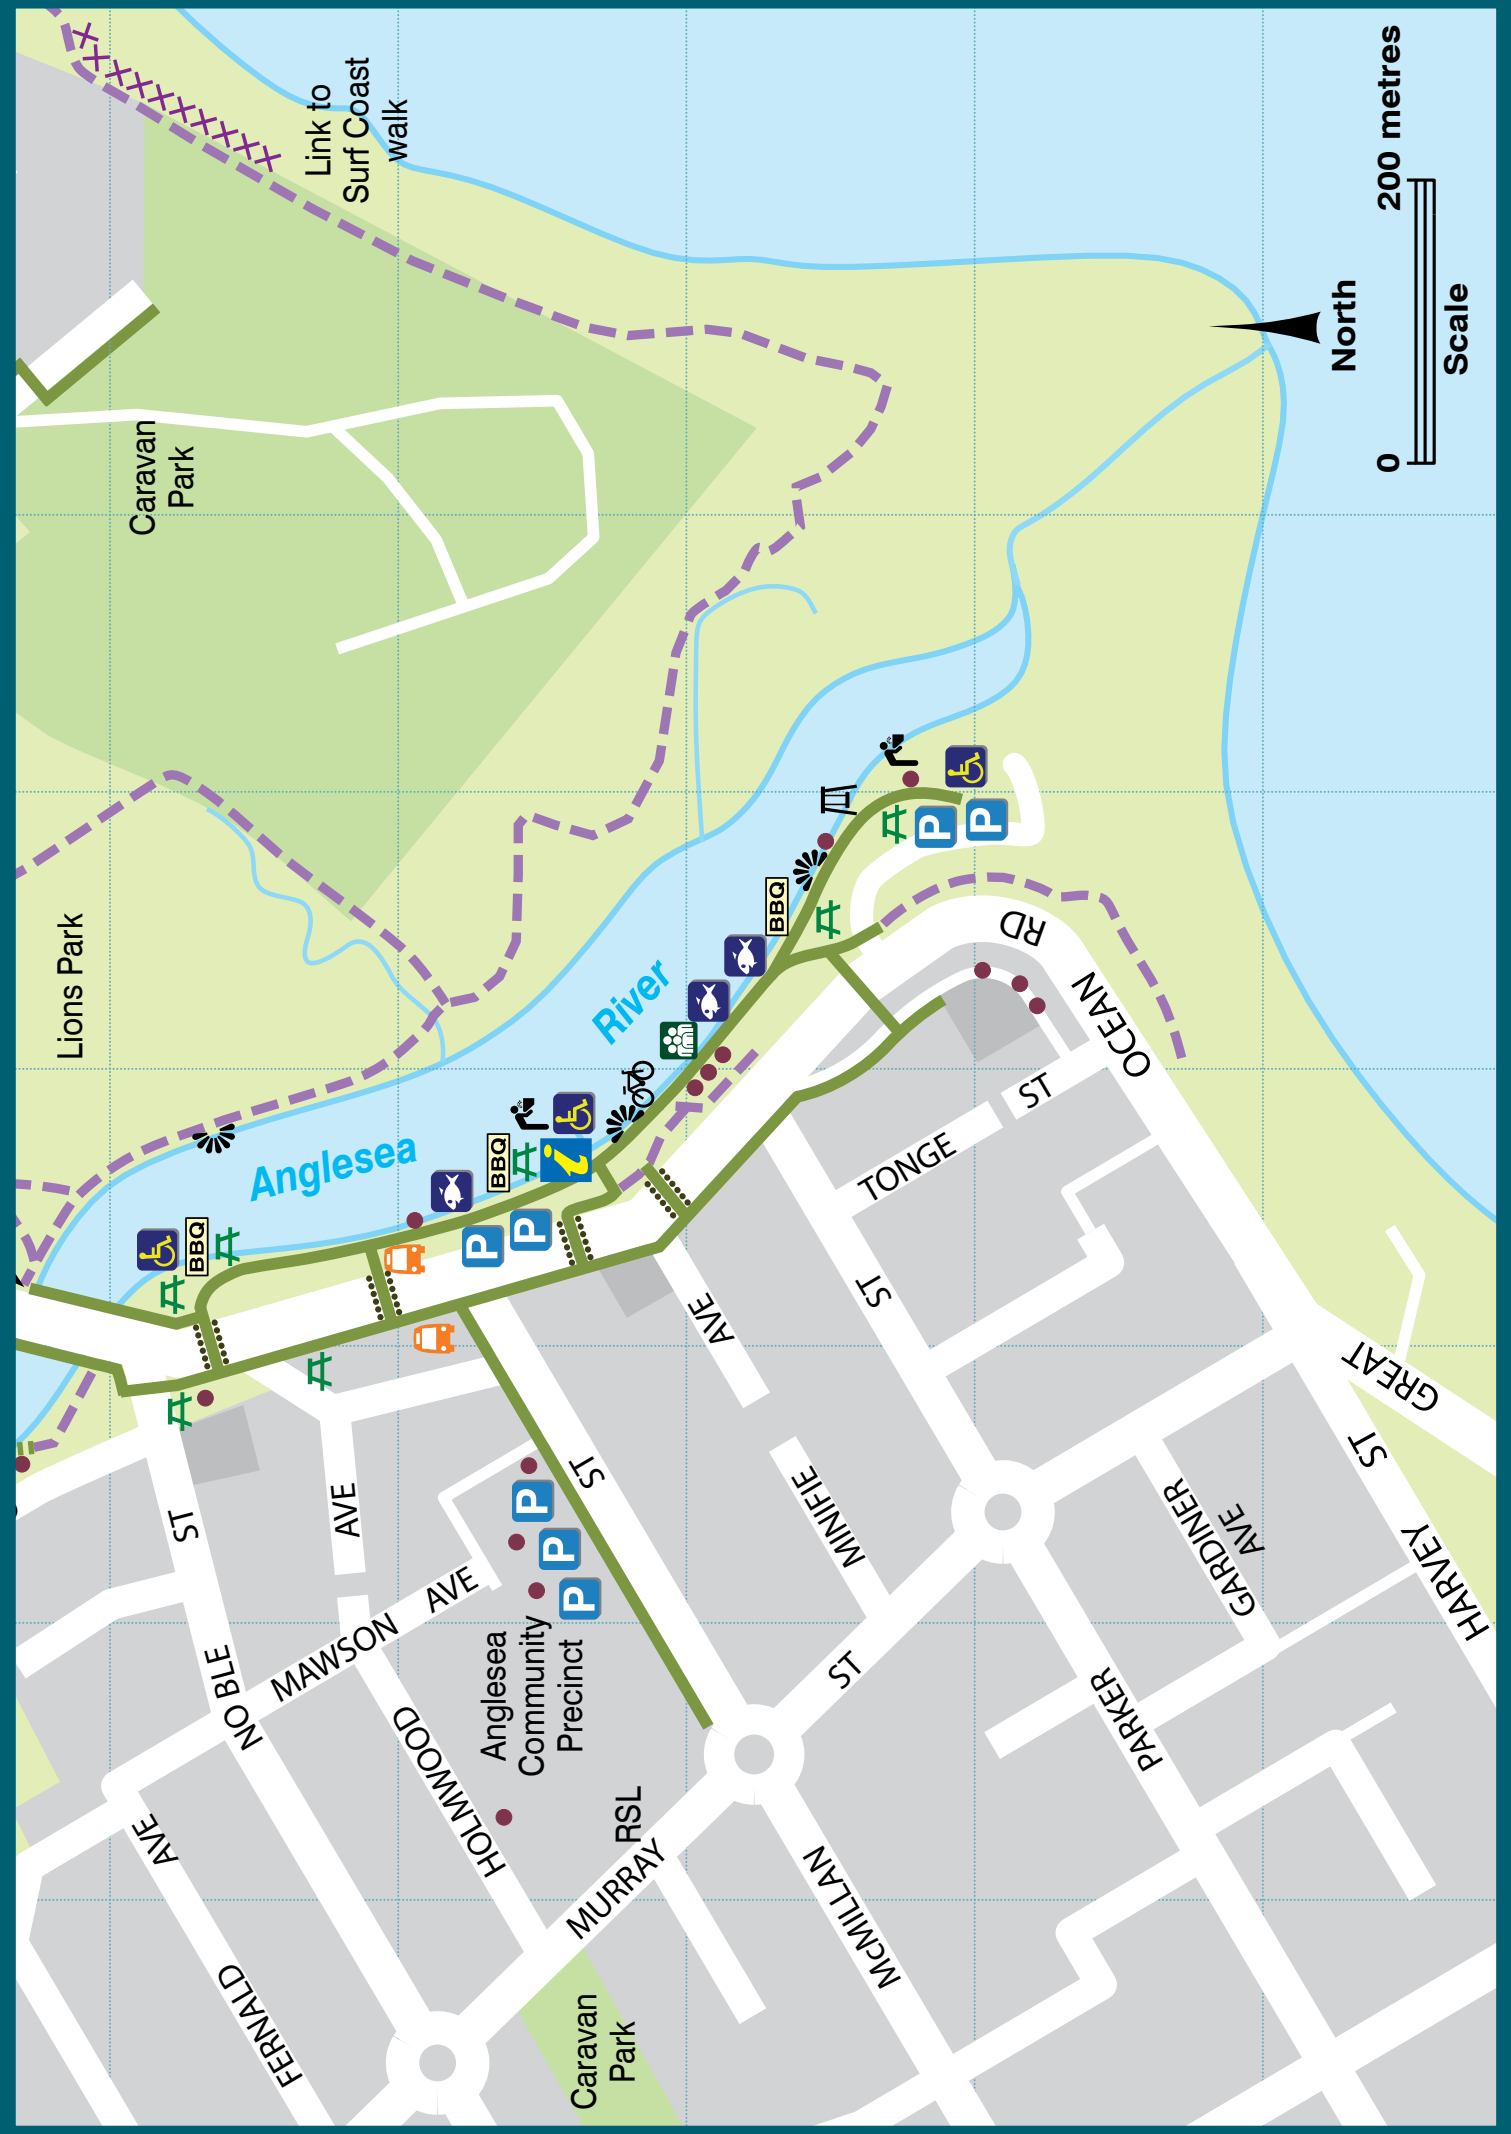 Link to
Surf Coast
walk
Caravan
Park
Lions Park
Anglesea
River
BBQ
BBQ
BBQ
i
P
P
P
P
P
P
P
200 metres
0
North
Scale
RD
OCEAN
GREAT
TONGE
ST
ST
AVE
MINIFIE
ST
ST
AVE
NO BLE
MAWSON
AVE
HOLMWOOD
Anglesea
Community
Precinct
RSL
MURRAY
ST
McMILLAN
PARKER
GARDINER
AVE
HARVEY
ST
AVE
FERNALD
Caravan
Park